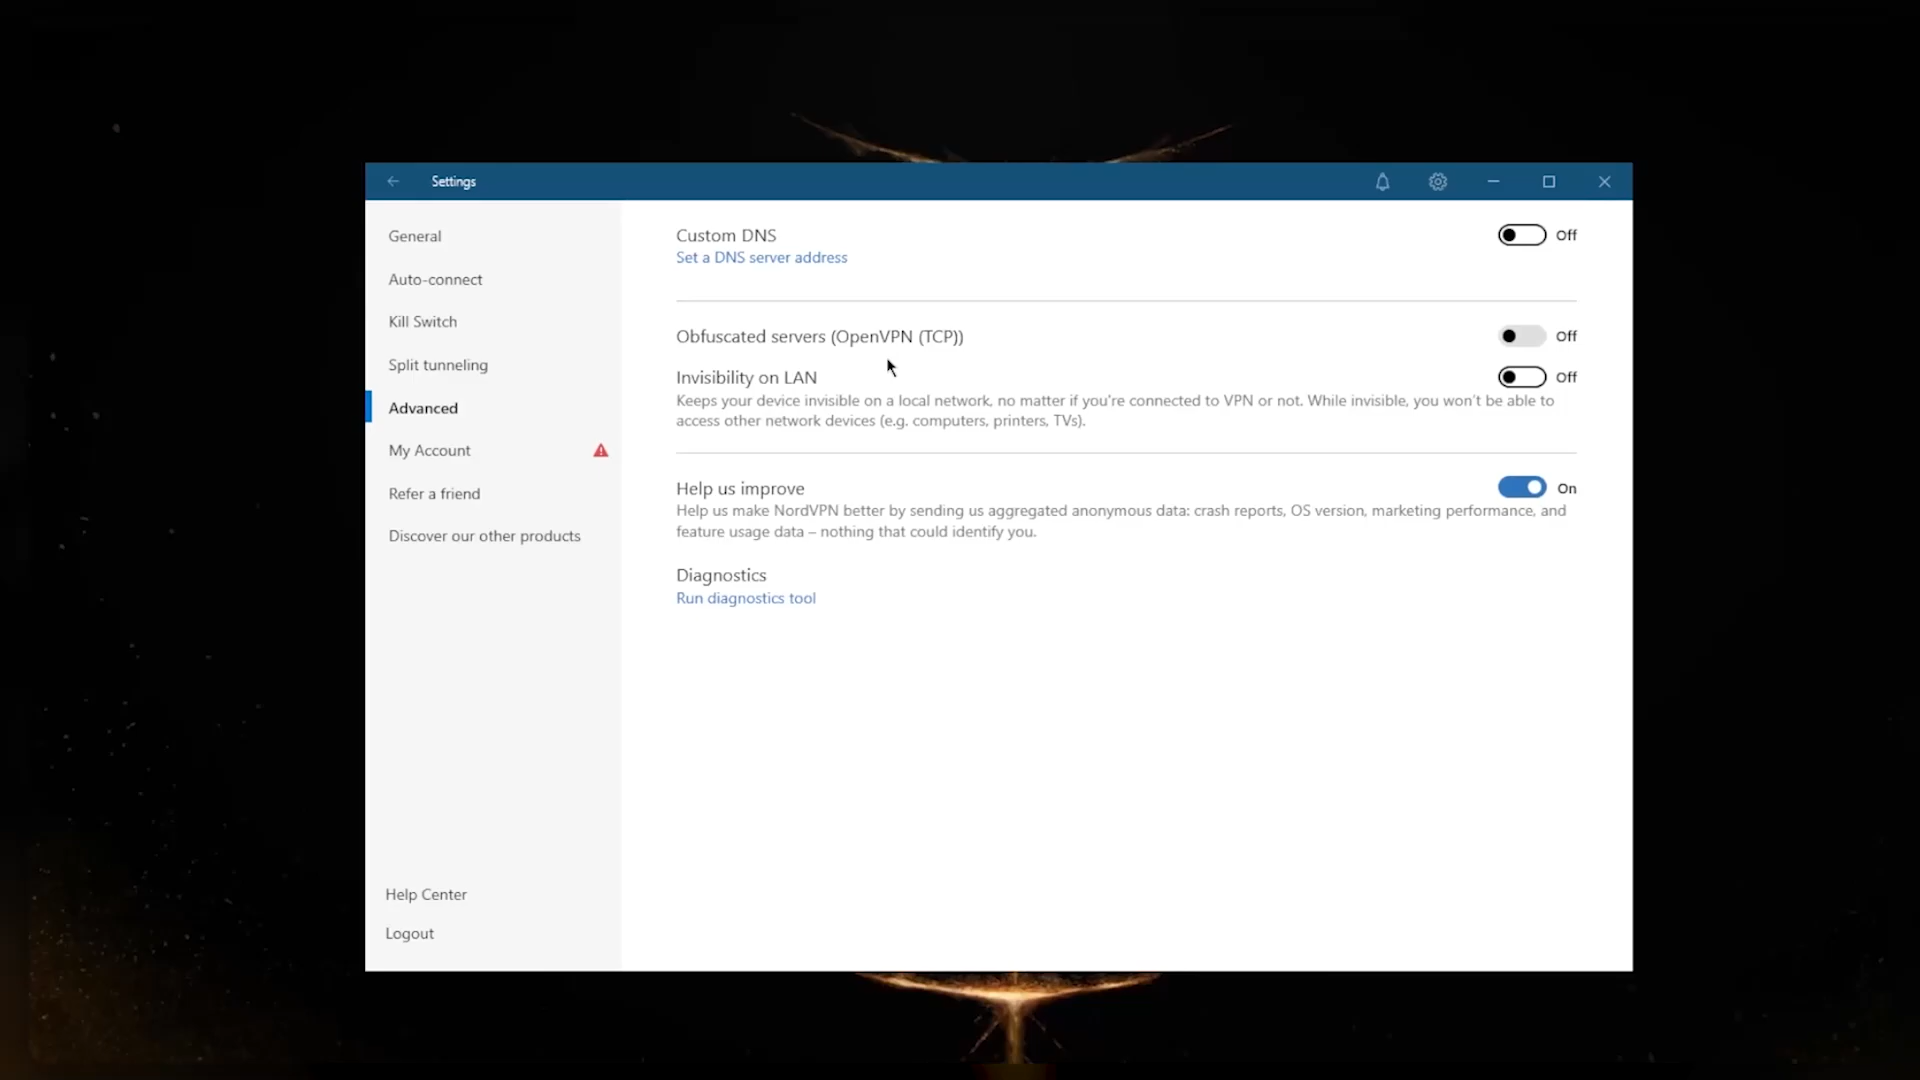 Settings
General
Auto-connect
Kill Switch
Split tunneling
Advanced
My Account
Refer a friend
Discover our other products
Help Center
Logout
Custom DNS
Off
Set a DNS server address
Obfuscated servers (OpenVPN (TCP))
Off
Invisibility on LAN
Off
Keeps your device invisible on a local network, no matter if you're connected to VPN or not. While invisible, you won't be able to
access other network devices (e.g. computers, printers, TVs).
Help us improve
On
Help us make NordVPN better by sending us aggregated anonymous data: crash reports, OS version, marketing performance, and
feature usage data – nothing that could identify you.
Diagnostics
Run diagnostics tool